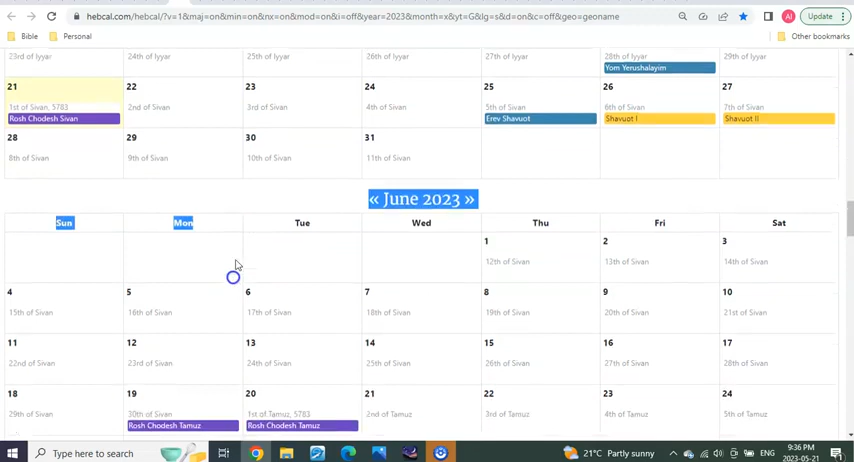 hebcal.com/hebcal/?v=1&maj=on&min=on&nx=on&mod=on&i=off&year=2023&month=x&yt=G&lg=s&d=on&c=off&geo=geoname
AI
Update
Bible
Personal
Other bookmarks
23rd of Iyyar
24th of Iyyar
25th of Iyyar
26th of Iyyar
27th of Iyyar
28th of Iyyar
29th of Iyyar
Yom Yerushalayim
21
22
23
24
25
26
27
1st of Sivan, 5783
2nd of Sivan
3rd of Sivan
4th of Sivan
5th of Sivan
6th of Sivan
7th of Sivan
Rosh Chodesh Sivan
Erev Shavuot
Shavuot I
Shavuot II
28
29
30
31
8th of Sivan
9th of Sivan
10th of Sivan
11th of Sivan
« June 2023 »
Sun
Mon
Tue
Wed
Thu
Fri
Sat
1
2
3
12th of Sivan
13th of Sivan
14th of Sivan
4
5
6
7
8
9
10
15th of Sivan
16th of Sivan
17th of Sivan
18th of Sivan
19th of Sivan
20th of Sivan
21st of Sivan
11
12
13
14
15
16
17
22nd of Sivan
23rd of Sivan
24th of Sivan
25th of Sivan
26th of Sivan
27th of Sivan
28th of Sivan
18
19
20
21
22
23
24
29th of Sivan
30th of Sivan
1st of Tamuz, 5783
2nd of Tamuz
3rd of Tamuz
4th of Tamuz
5th of Tamuz
Rosh Chodesh Tamuz
Rosh Chodesh Tamuz
Type here to search
21°C Partly sunny
ENG
9:36 PM
2023-05-21